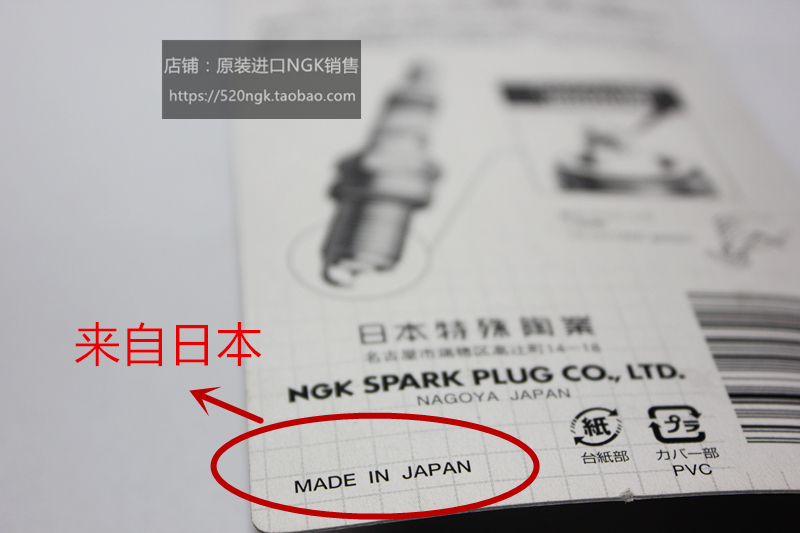 店铺：原装进口NGK销售
https://520ngk.taobao.com
来自日本
日本特殊陶業
名古屋市瑞穂区高辻町14-18
NGK SPARK PLUG CO., LTD.
NAGOYA JAPAN
MADE IN JAPAN
紙
台紙部
プラ
カバー部
PVC